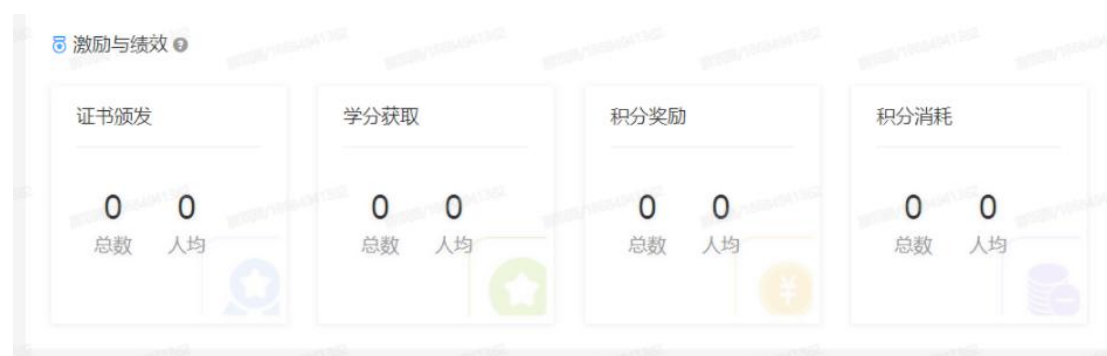 激励与绩效 ?
证书颁发
学分获取
积分奖励
积分消耗
0 0
总数 人均
0 0
总数 人均
0 0
总数 人均
¥
0 0
总数 人均